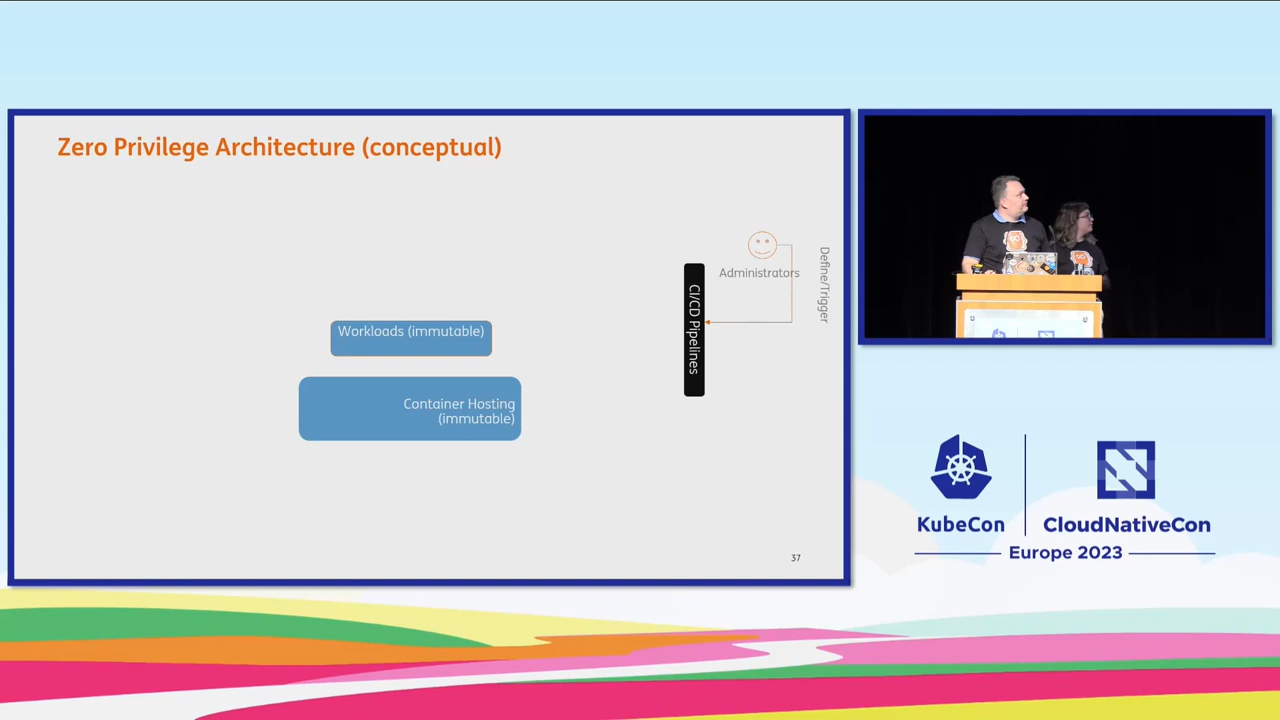 Zero Privilege Architecture (conceptual)
Administrators
Define/Trigger
CI/CD Pipelines
Workloads (immutable)
Container Hosting
(immutable)
37
KubeCon
CloudNativeCon
Europe 2023